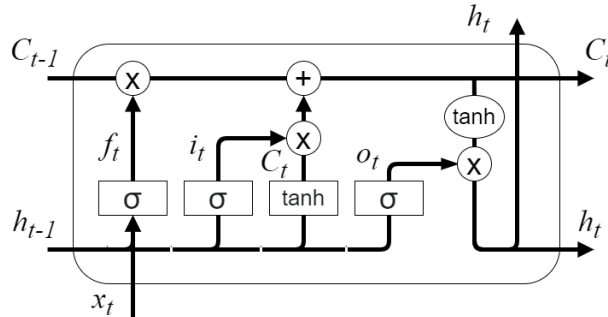 h_t
C_{t-1} C_t
x +
tanh
f_t i_t x
C_t o_t x
σ σ tanh σ
h_{t-1} h_t
x_t